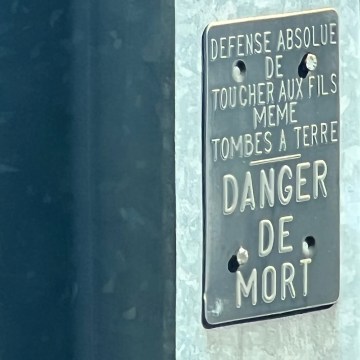 DEFENSE ABSOLUE
DE
TOUCHER AUX FILS
MEME
TOMBES A TERRE
DANGER
DE
MORT